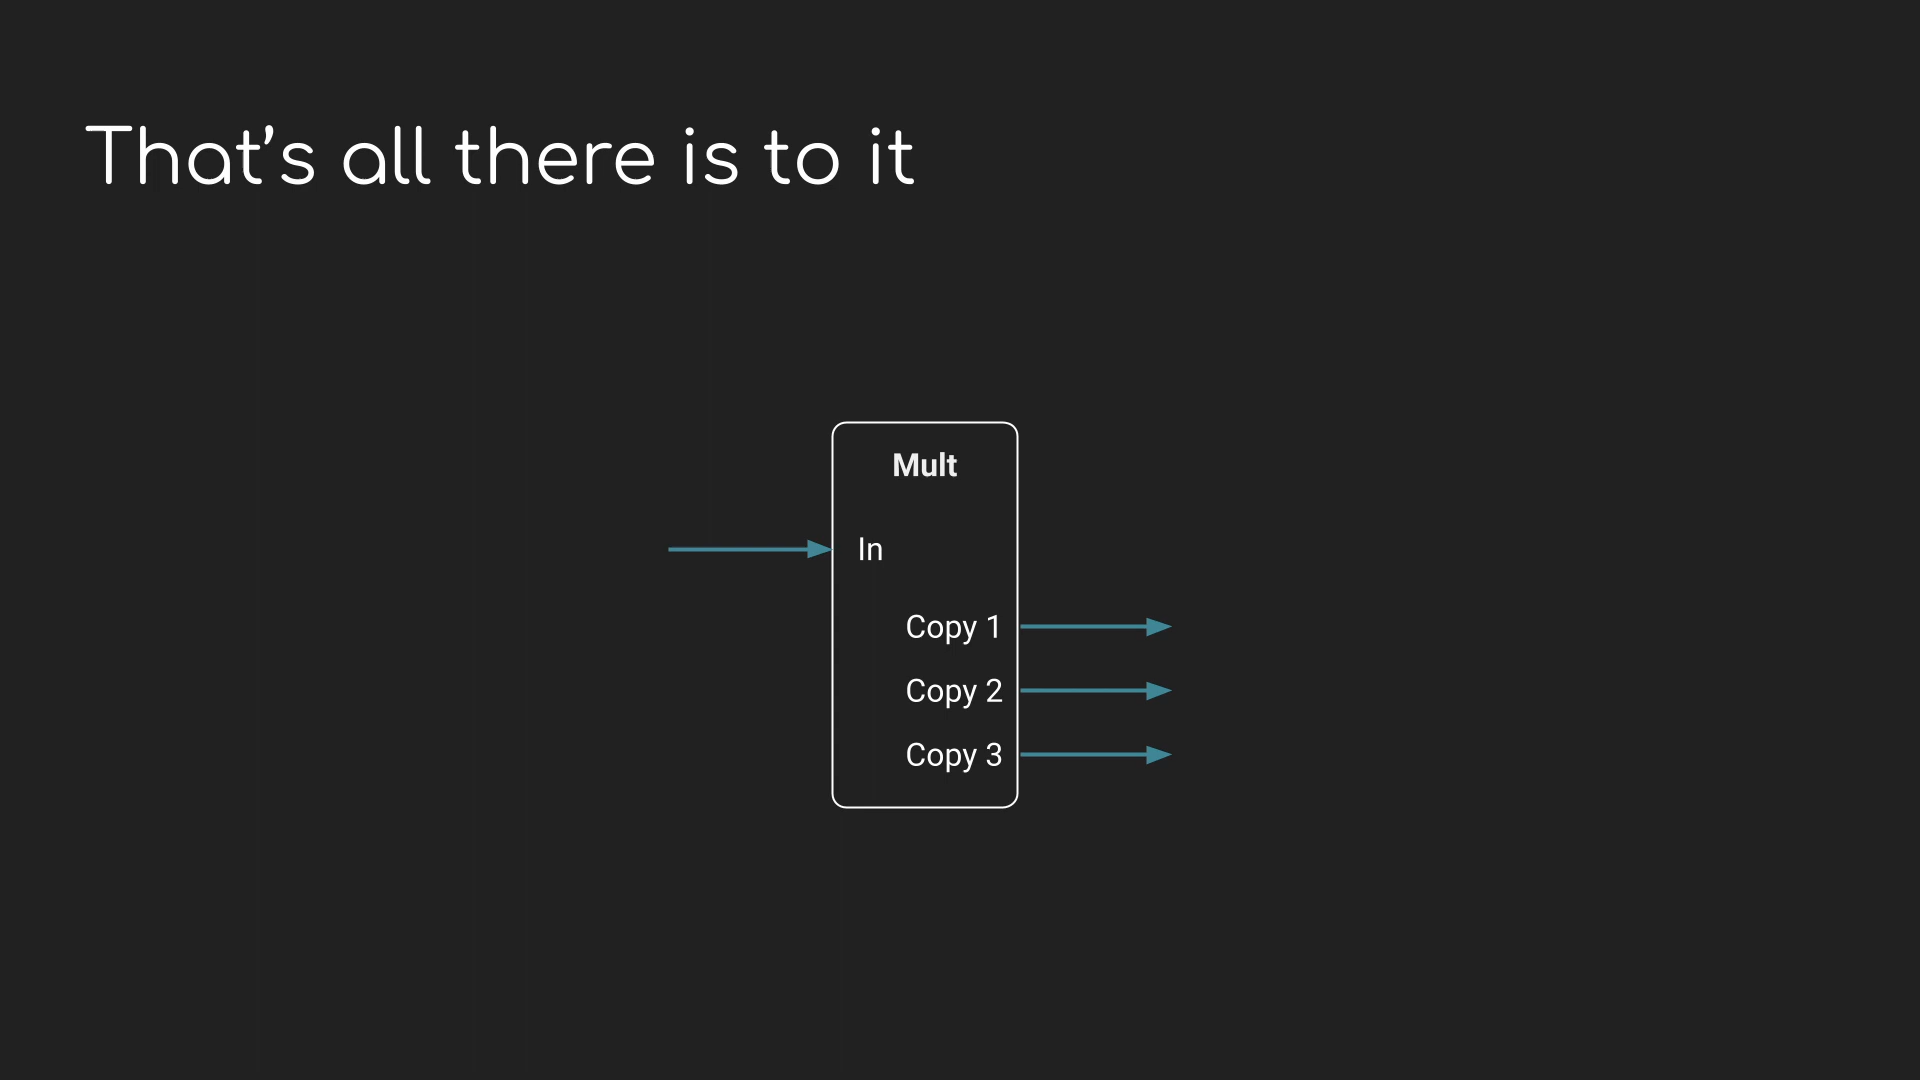 That’s all there is to it
Mult
In
Copy 1
Copy 2
Copy 3